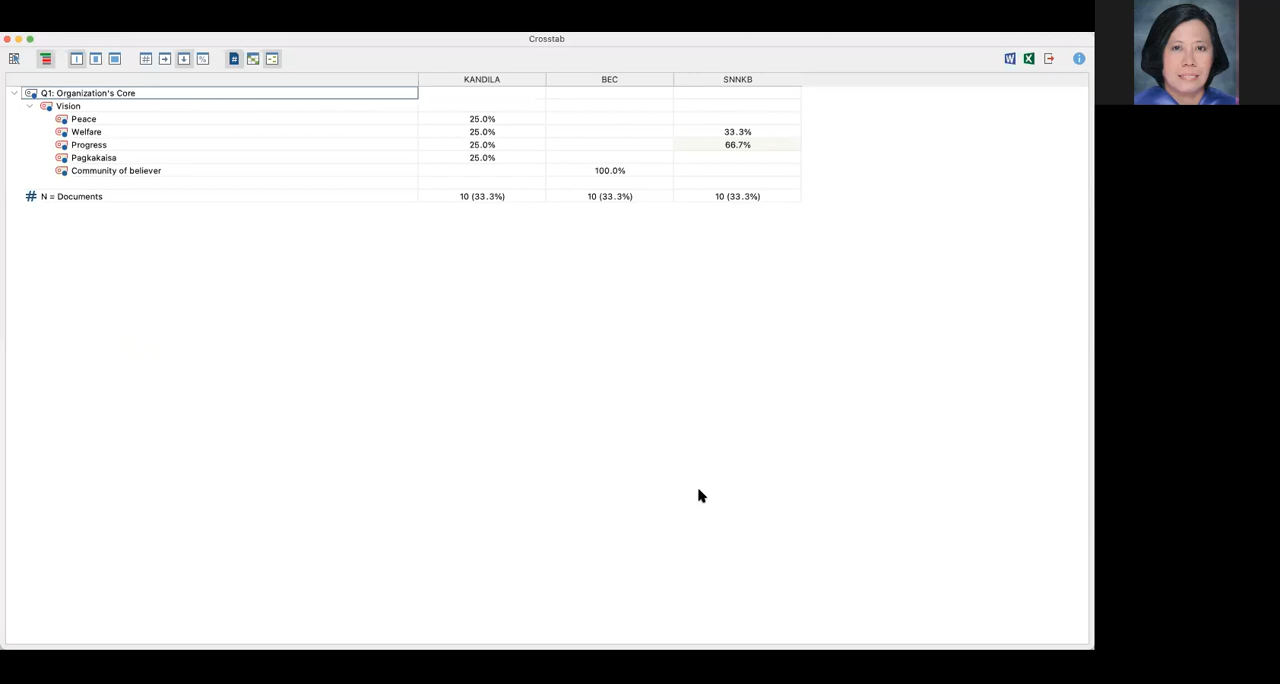 Crosstab
KANDILA BEC SNNKB
Q1: Organization's Core
Vision
Peace 25.0%
Welfare 25.0% 33.3%
Progress 25.0% 66.7%
Pagkakaisa 25.0%
Community of believer 100.0%
# N = Documents 10 (33.3%) 10 (33.3%) 10 (33.3%)